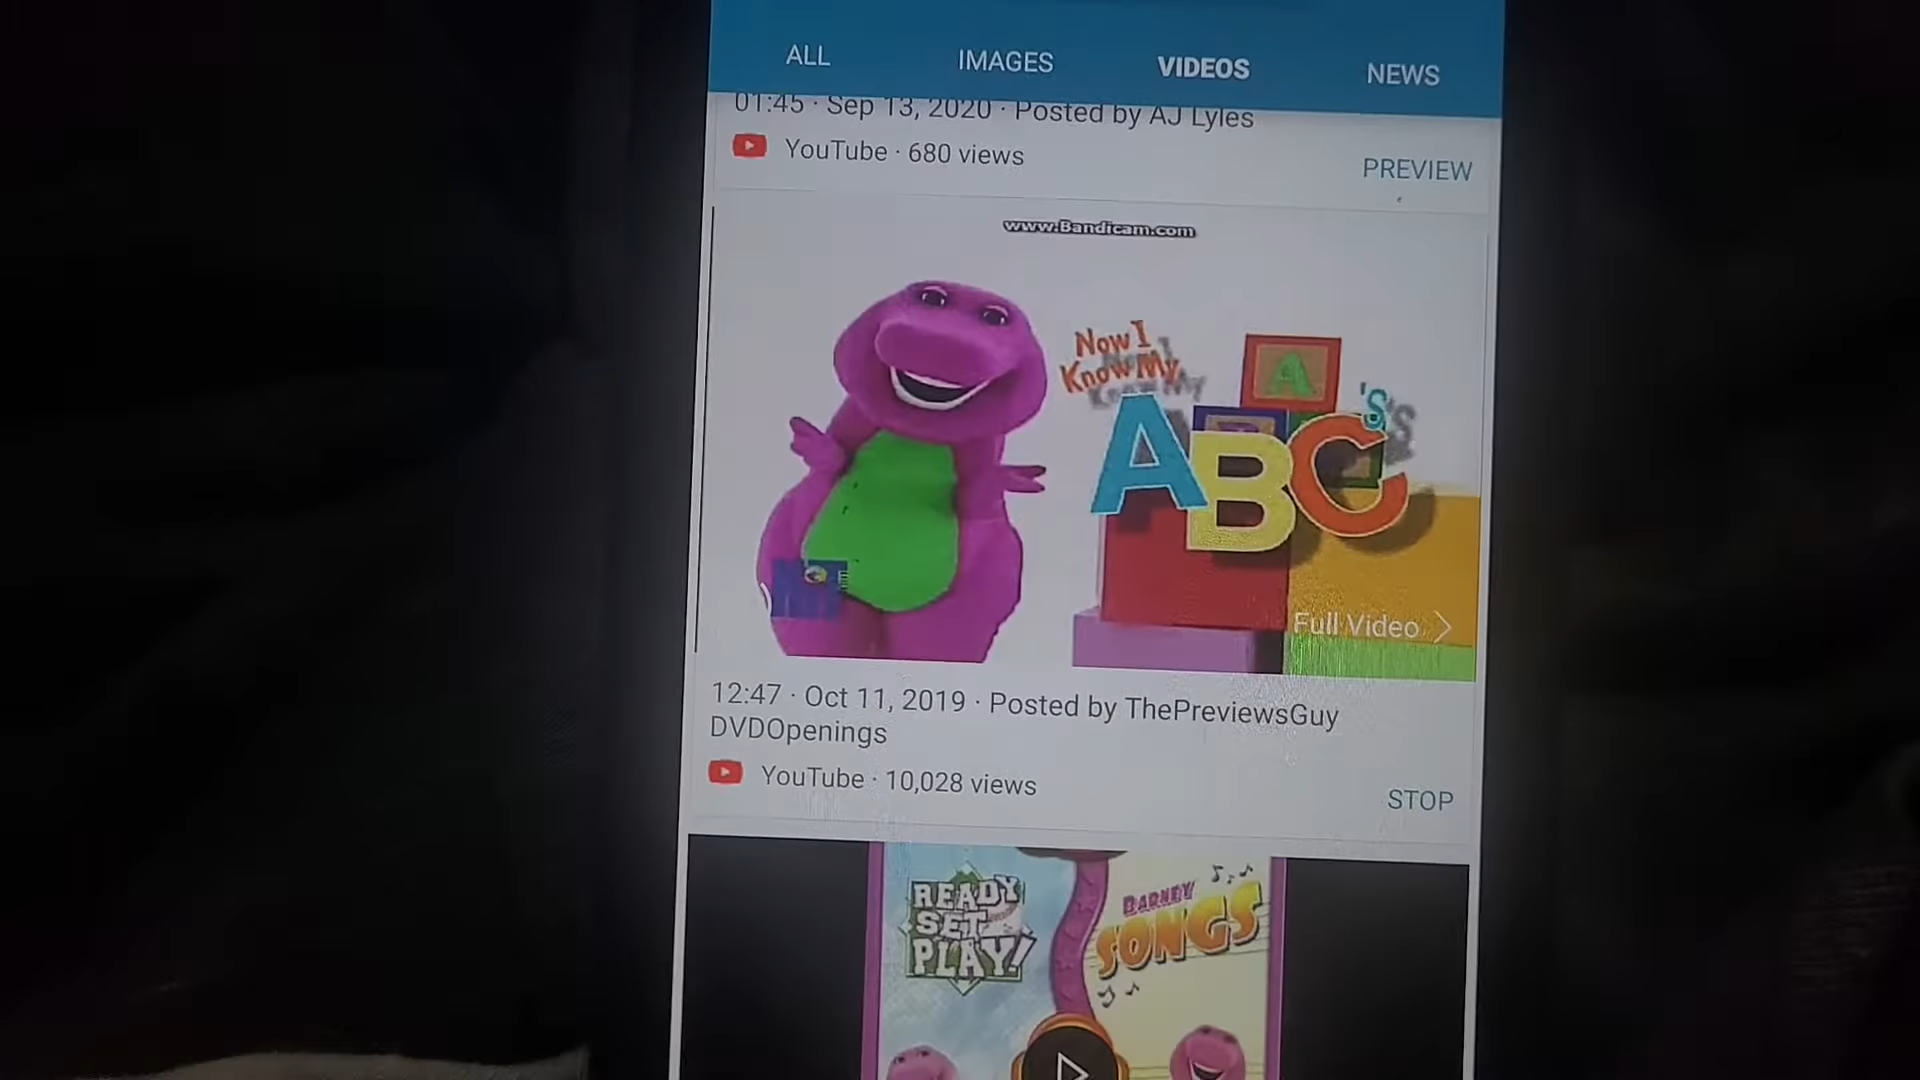 ALL IMAGES VIDEOS NEWS
01:45 · Sep 13, 2020 · Posted by AJ Lyles
YouTube · 680 views
PREVIEW
www.Bandicam.com
Now I
Know My
A
'S
ABC
Full Video
12:47 · Oct 11, 2019 · Posted by ThePreviewsGuy
DVDOpenings
YouTube · 10,028 views
STOP
READY
SET
PLAY!
BARNEY
SONGS